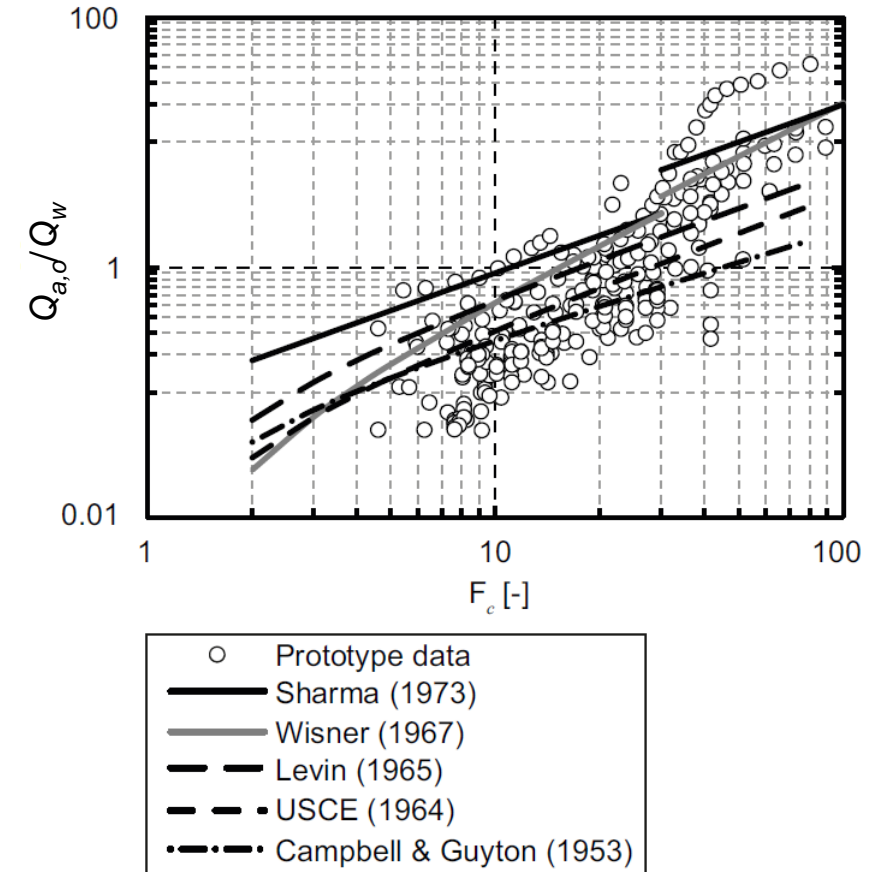 100
1
0.01
Q_{a,o}/Q_w
1
10
100
F_c [-]
Prototype data
Sharma (1973)
Wisner (1967)
Levin (1965)
USCE (1964)
Campbell & Guyton (1953)